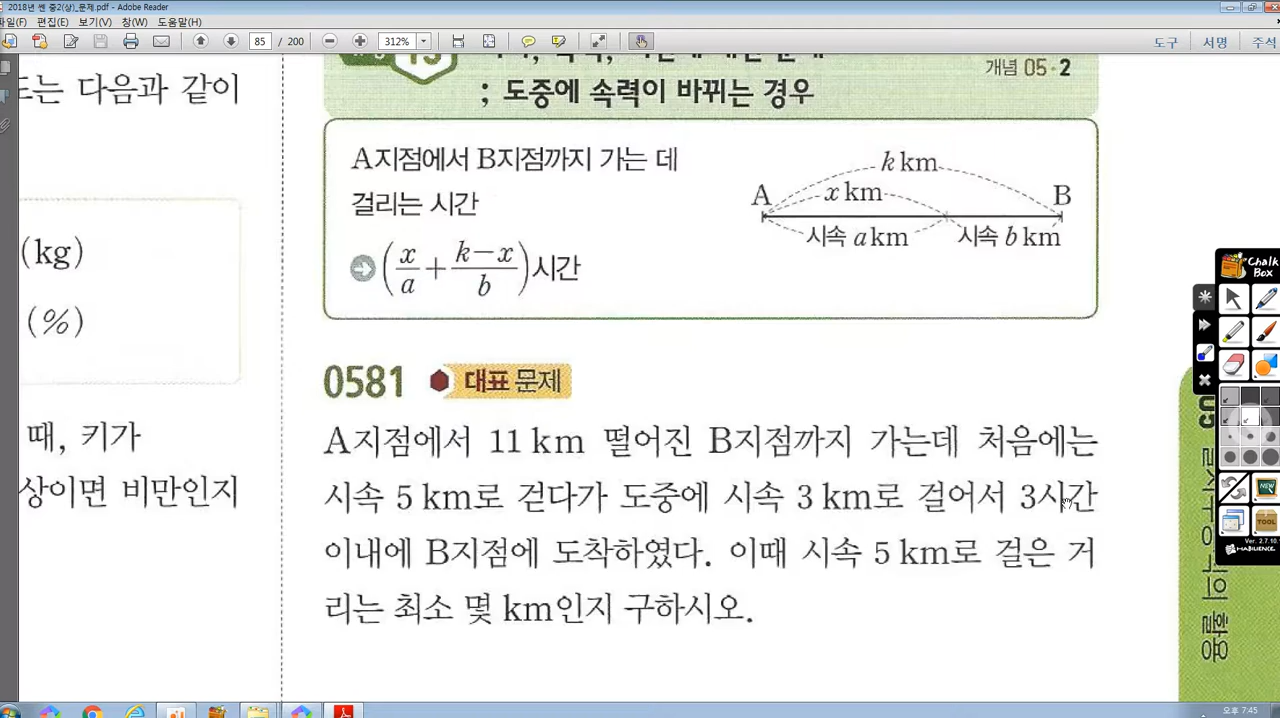 2018년 쎈 중2(상)_문제.pdf - Adobe Reader
파일(F) 편집(E) 보기(V) 창(W) 도움말(H)
85 / 200
312%
도구 서명 주석
다음과 같이
(kg)
(%)
때, 키가
상이면 비만인지
개념 05·2
; 도중에 속력이 바뀌는 경우
A지점에서 B지점까지 가는 데
걸리는 시간
(x/a + k-x/b)시간
k km
A x km B
시속 a km 시속 b km
0581 대표 문제
A지점에서 11 km 떨어진 B지점까지 가는데 처음에는
시속 5 km로 걷다가 도중에 시속 3 km로 걸어서 3시간
이내에 B지점에 도착하였다. 이때 시속 5 km로 걸은 거
리는 최소 몇 km인지 구하시오.
Chalk
Box
NEW
TOOL
Ver. 2.7.10.
MABILIENCE
의 활용
오후 7:45